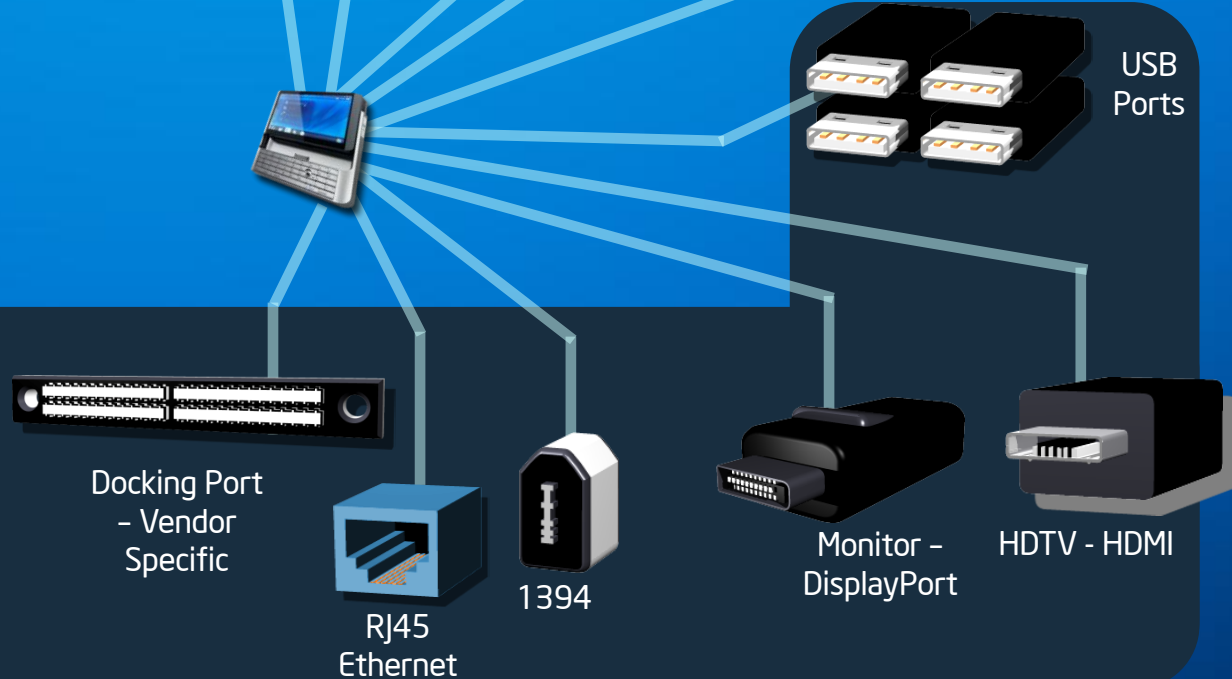 USB
Ports
Docking Port
– Vendor
Specific
RJ45
Ethernet
1394
Monitor –
DisplayPort
HDTV - HDMI